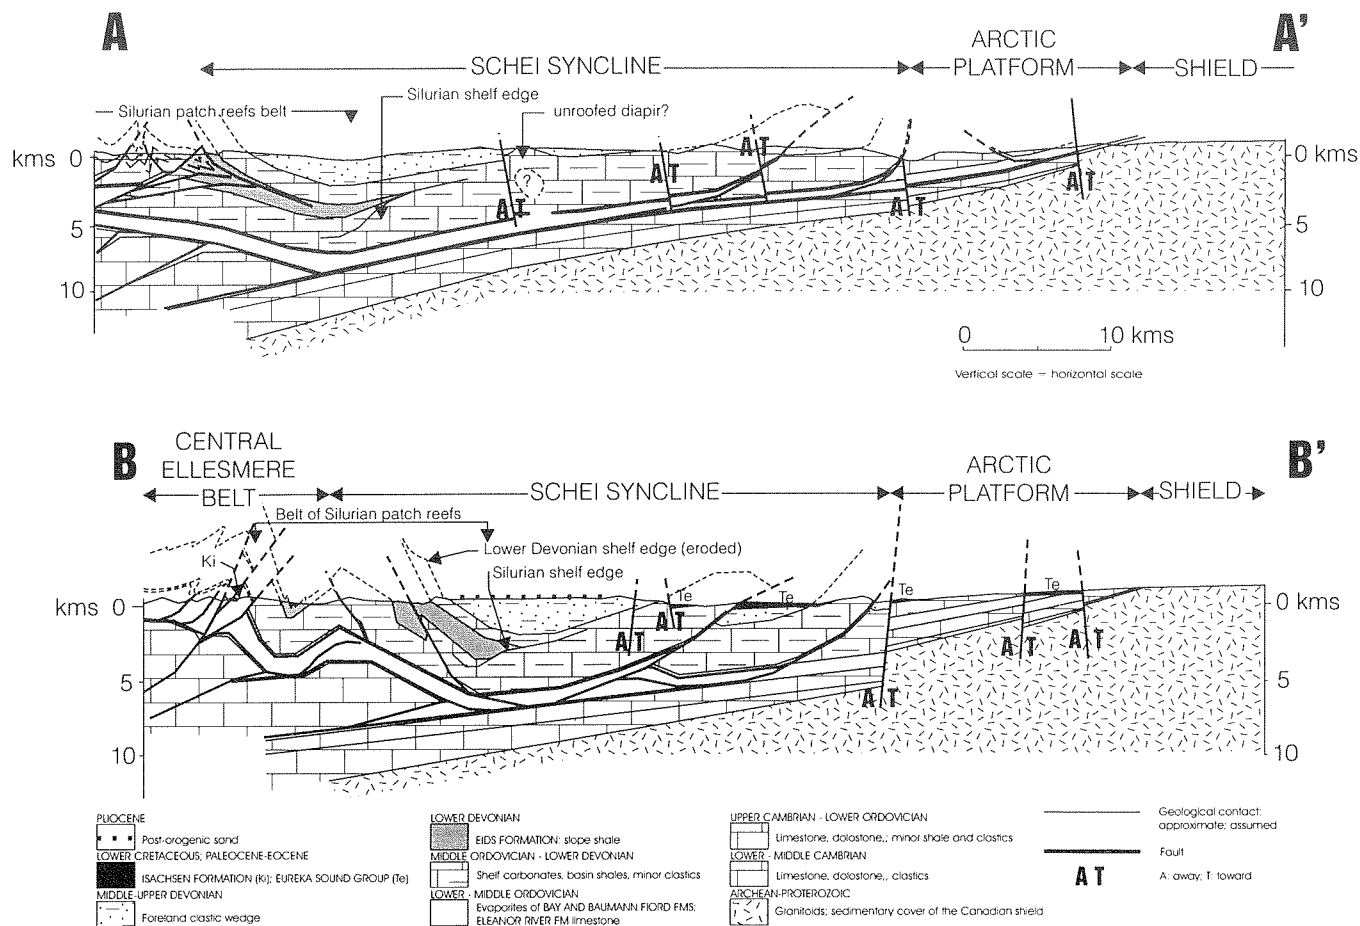 A
A'
ARCTIC
SCHEI SYNCLINE
PLATFORM
SHIELD
Silurian patch reefs belt
Silurian shelf edge
unroofed diapir?
kms 0
5
10
?
A T
A T
A T
A T
A T
0 kms
5
10
0 10 kms
Vertical scale = horizontal scale
B
B'
CENTRAL
ELLESMERE
BELT
SCHEI SYNCLINE
ARCTIC
PLATFORM
SHIELD
Belt of Silurian patch reefs
Ki
Lower Devonian shelf edge (eroded)
Silurian shelf edge
kms 0
5
10
Te
Te
Te
Te
A T
A T
A T
A T
A T
0 kms
5
10
PLIOCENE
Post-orogenic sand
LOWER CRETACEOUS; PALEOCENE-EOCENE
ISACHSEN FORMATION (Ki); EUREKA SOUND GROUP (Te)
MIDDLE-UPPER DEVONIAN
Foreland clastic wedge
LOWER DEVONIAN
EIDS FORMATION: slope shale
MIDDLE ORDOVICIAN - LOWER DEVONIAN
Shelf carbonates, basin shales, minor clastics
LOWER - MIDDLE ORDOVICIAN
Evaporites of BAY AND BAUMANN FIORD FMS;
ELEANOR RIVER FM limestone
UPPER CAMBRIAN - LOWER ORDOVICIAN
Limestone, dolostone,; minor shale and clastics
LOWER - MIDDLE CAMBRIAN
Limestone, dolostone,, clastics
ARCHEAN-PROTEROZOIC
Granitoids; sedimentary cover of the Canadian shield
Geological contact:
approximate; assumed
Fault
A T
A: away; T: toward